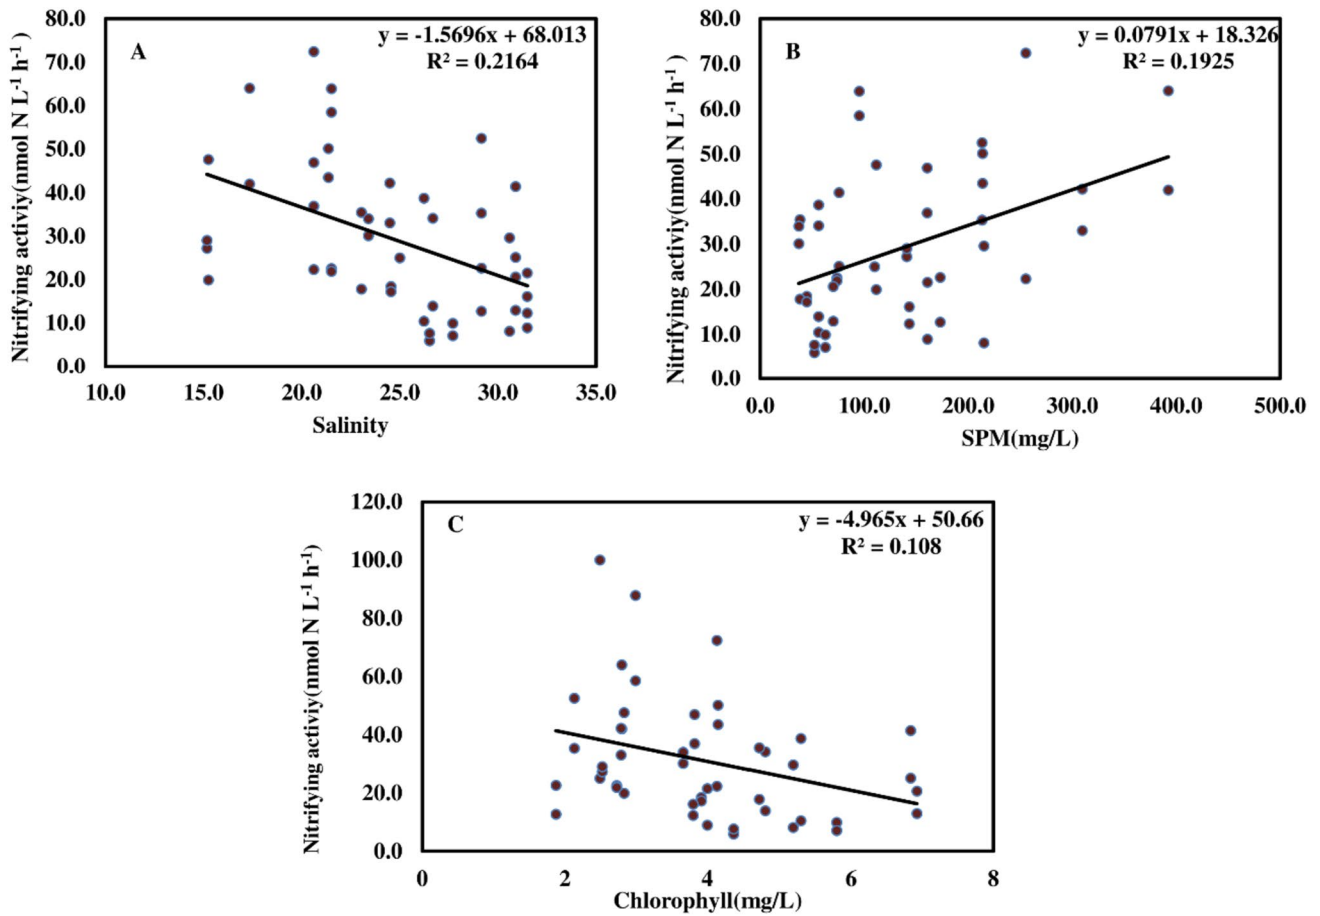 A
y = -1.5696x + 68.013
R² = 0.2164
Nitrifying activiy(nmol N L⁻¹ h⁻¹ )
80.0
70.0
60.0
50.0
40.0
30.0
20.0
10.0
0.0
10.0 15.0 20.0 25.0 30.0 35.0
Salinity
B
y = 0.0791x + 18.326
R² = 0.1925
Nitrifying activiy(nmol N L⁻¹ h⁻¹ )
80.0
70.0
60.0
50.0
40.0
30.0
20.0
10.0
0.0
0.0 100.0 200.0 300.0 400.0 500.0
SPM(mg/L)
C
y = -4.965x + 50.66
R² = 0.108
Nitrifying activiy(nmol N L⁻¹ h⁻¹)
120.0
100.0
80.0
60.0
40.0
20.0
0.0
0 2 4 6 8
Chlorophyll(mg/L)